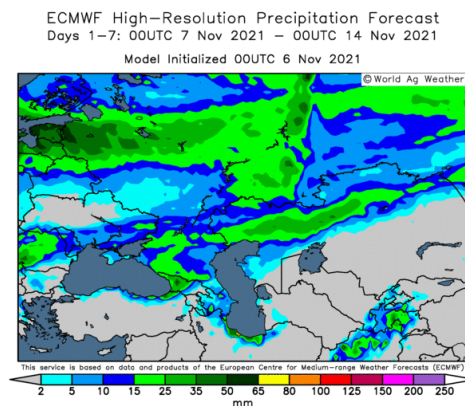 ECMWF High-Resolution Precipitation Forecast
Days 1-7: 00UTC 7 Nov 2021 - 00UTC 14 Nov 2021
Model Initialized 00UTC 6 Nov 2021
© World Ag Weather
This service is based on data and products of the European Centre for Medium-range Weather Forecasts (ECMWF)
2 5 10 15 25 35 50 65 80 100 125 150 200 250
mm